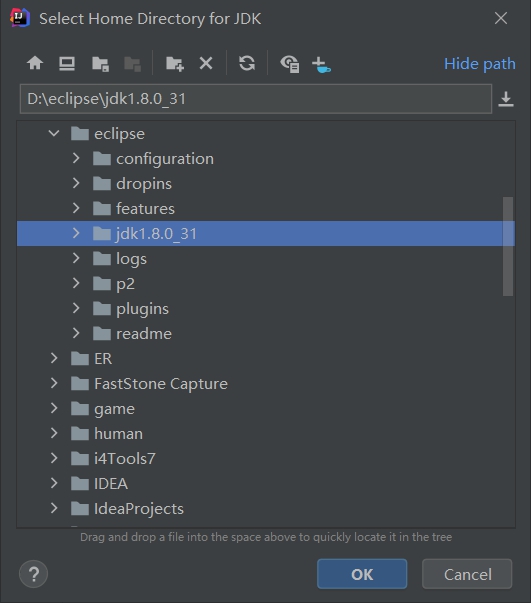 Select Home Directory for JDK
Hide path
D:\eclipse\jdk1.8.0_31
eclipse
configuration
dropins
features
jdk1.8.0_31
logs
p2
plugins
readme
ER
FastStone Capture
game
human
i4Tools7
IDEA
IdeaProjects
Drag and drop a file into the space above to quickly locate it in the tree
?
OK
Cancel